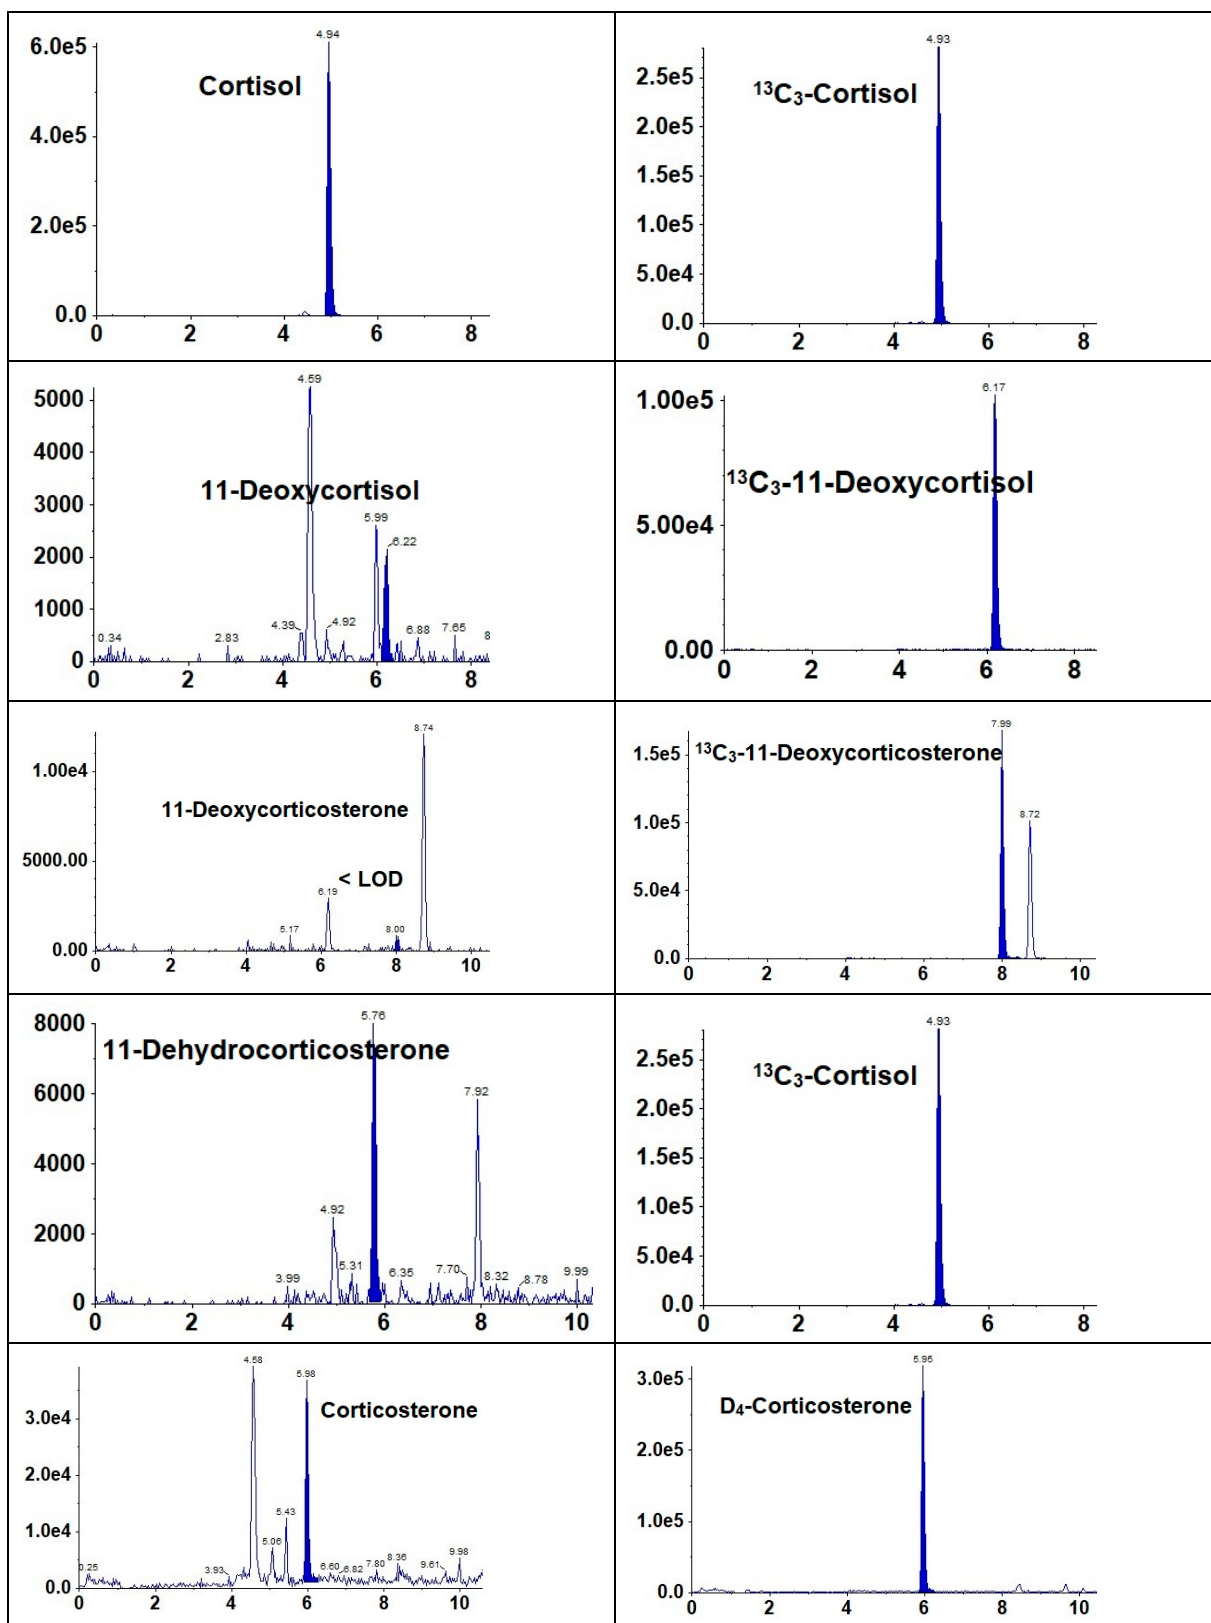 4.94
6.0e5
Cortisol
4.0e5
2.0e5
0.0
0 2 4 6 8
4.93
2.5e5
¹³C₃-Cortisol
2.0e5
1.5e5
1.0e5
5.0e4
0.0
0 2 4 6 8
4.59
5000
4000
11-Deoxycortisol
3000
5.99
6.22
2000
1000
0.34 2.83 4.39 4.92 6.88 7.65 8
0
0 2 4 6 8
6.17
1.00e5
¹³C₃-11-Deoxycortisol
5.00e4
0.00
0 2 4 6 8
8.74
1.00e4
11-Deoxycorticosterone
5000.00
< LOD
6.19
5.17 8.00
0.00
0 2 4 6 8 10
7.99
1.5e5
¹³C₃-11-Deoxycorticosterone
8.72
1.0e5
5.0e4
0.0
0 2 4 6 8 10
5.76
8000
11-Dehydrocorticosterone
7.92
6000
4000
4.92
2000
3.99 5.31 6.35 7.70 8.32 8.78 9.99
0
0 2 4 6 8 10
4.93
2.5e5
¹³C₃-Cortisol
2.0e5
1.5e5
1.0e5
5.0e4
0.0
0 2 4 6 8
4.58
5.98
Corticosterone
3.0e4
2.0e4
5.43
1.0e4
5.06
0.25 3.93 6.60 6.82 7.80 8.36 9.61 9.98
0.0
0 2 4 6 8 10
5.95
3.0e5
D₄-Corticosterone
2.0e5
1.0e5
0.0
0 2 4 6 8 10